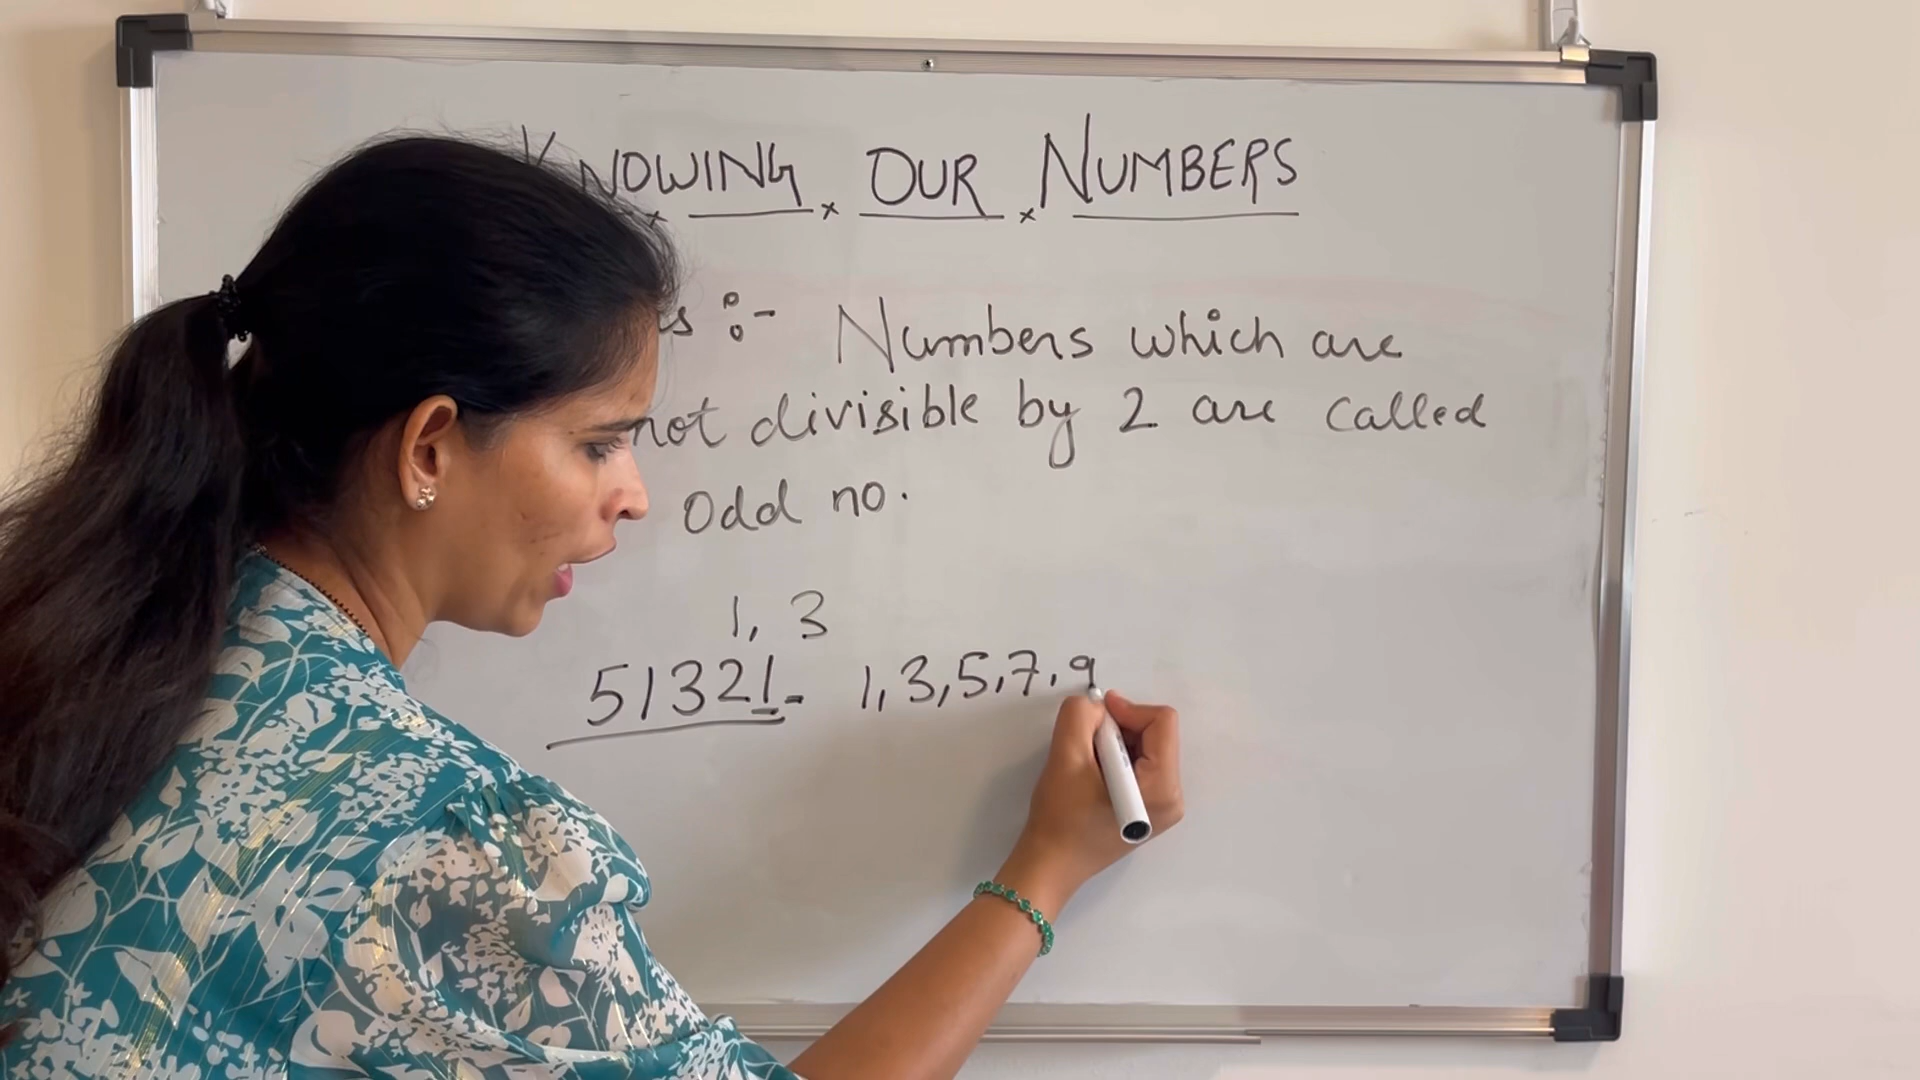 KNOWING OUR NUMBERS
:- Numbers which are
not divisible by 2 are called
Odd no.
1, 3
51321- 1,3,5,7,9